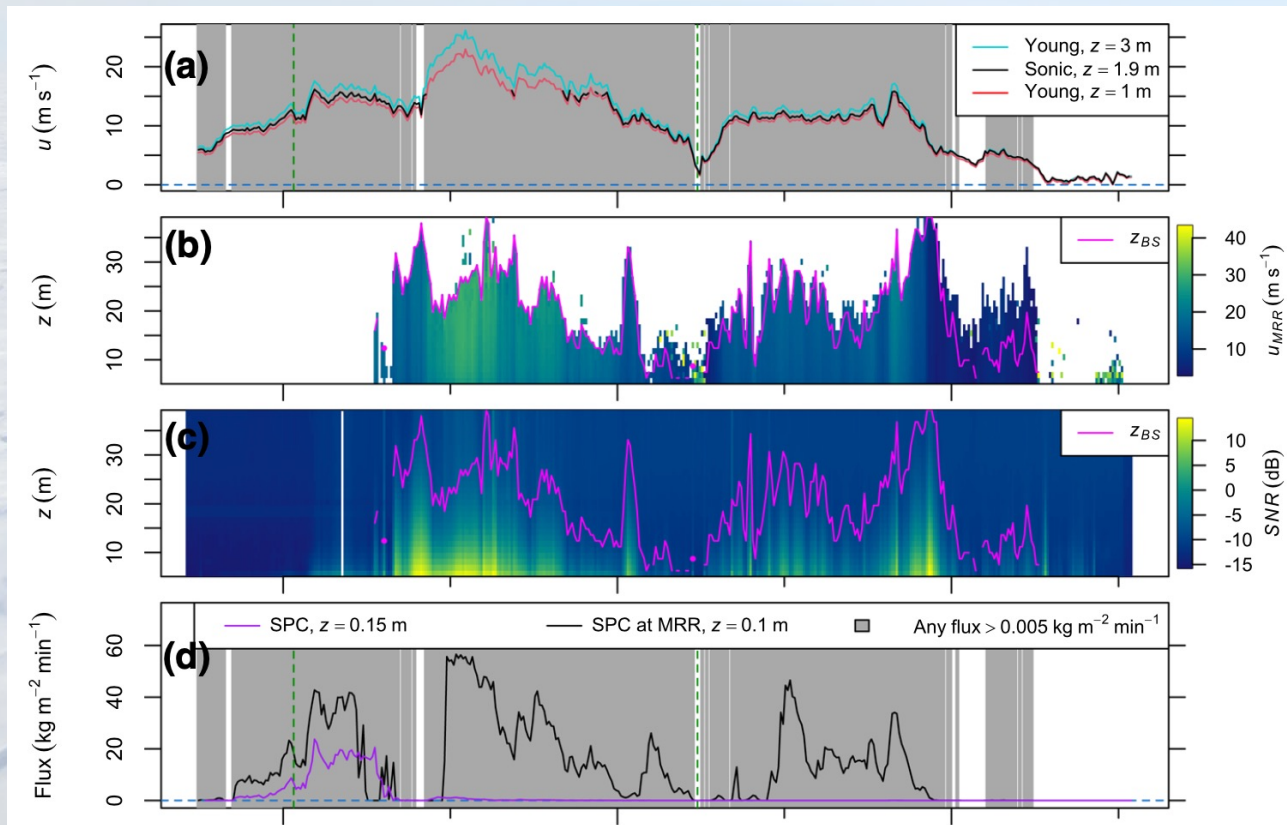 (a)
u (m s⁻¹)
0
10
20
Young, z = 3 m
Sonic, z = 1.9 m
Young, z = 1 m
(b)
z (m)
10
20
30
z_BS
10
20
30
40
u_MRR (m s⁻¹)
(c)
z (m)
10
20
30
z_BS
-15
-10
-5
0
5
10
SNR (dB)
(d)
Flux (kg m⁻² min⁻¹)
0
20
40
60
SPC, z = 0.15 m
SPC at MRR, z = 0.1 m
Any flux > 0.005 kg m⁻² min⁻¹